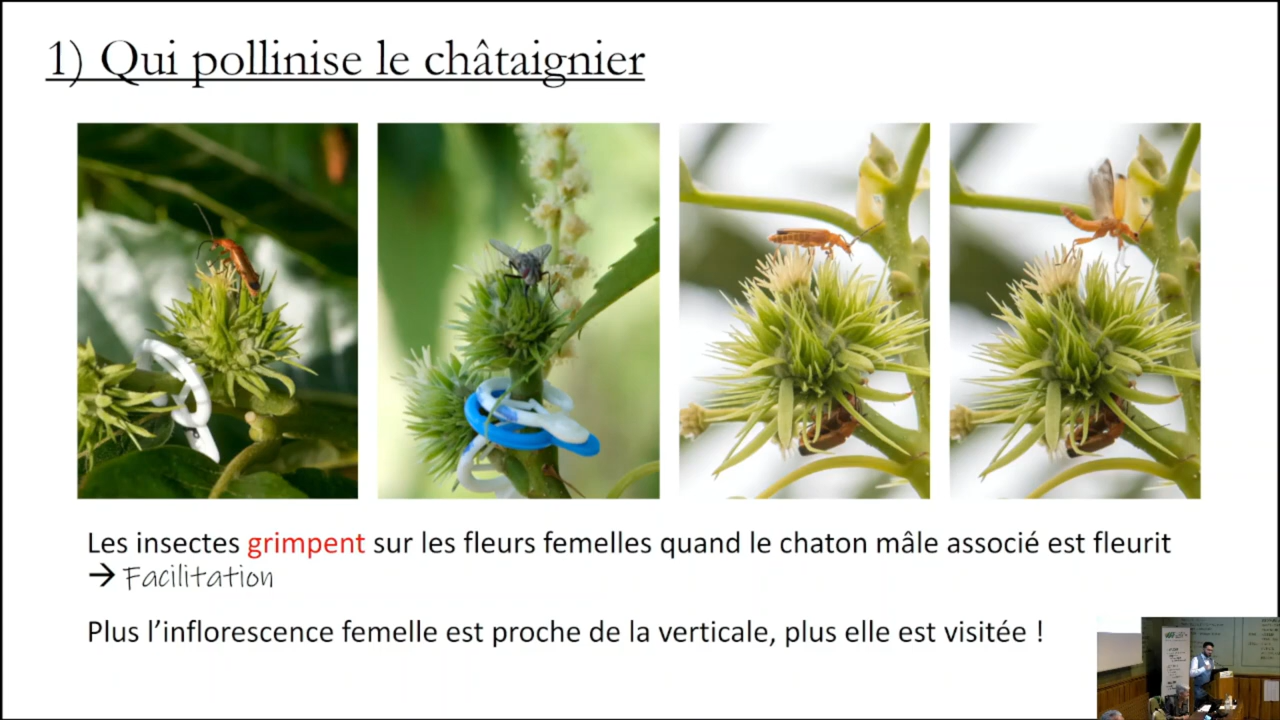 1) Qui pollinise le châtaignier
Les insectes grimpent sur les fleurs femelles quand le chaton mâle associé est fleurit
→ Facilitation
Plus l’inflorescence femelle est proche de la verticale, plus elle est visitée !